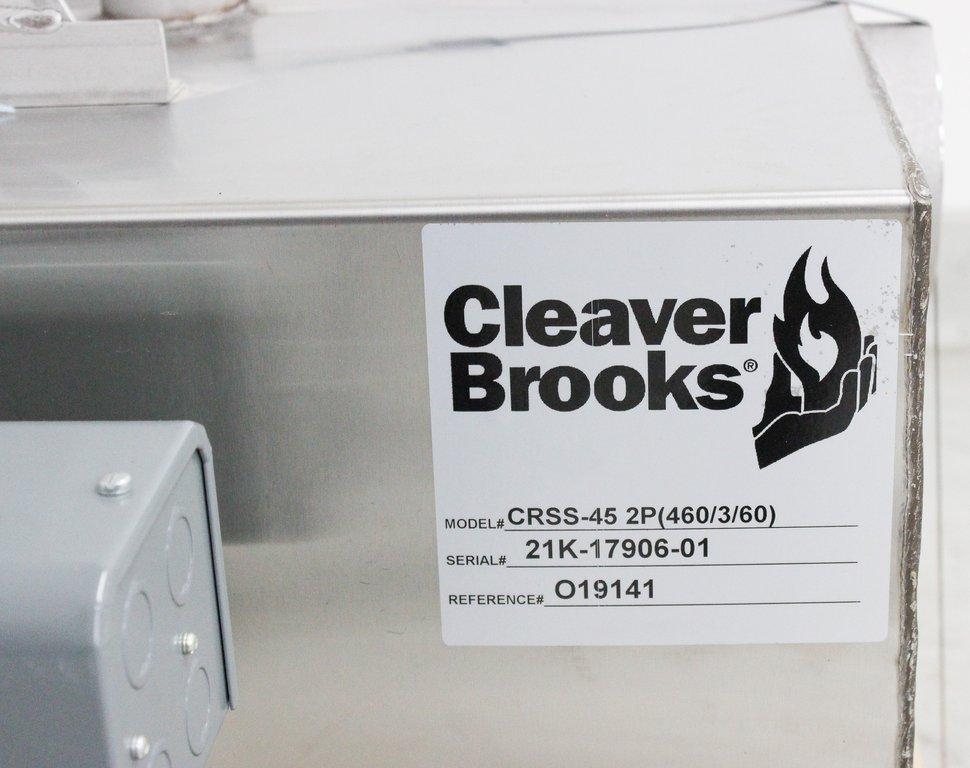 Cleaver
Brooks®
MODEL# CRSS-45 2P(460/3/60)
SERIAL# 21K-17906-01
REFERENCE# O19141